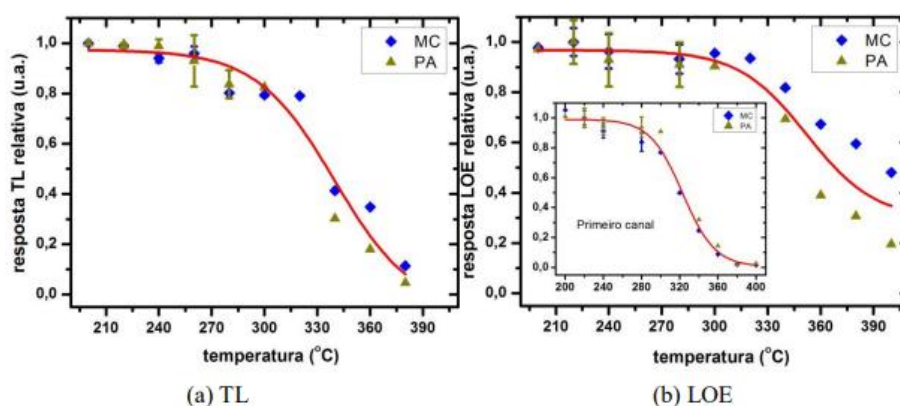 resposta TL relativa (u.a.)
1,0
0,8
0,6
0,4
0,2
0,0
MC
PA
210 240 270 300 330 360 390
temperatura (°C)
(a) TL
resposta LOE relativa (u.a.)
1,0
0,8
0,6
0,4
0,2
0,0
MC
PA
1,0
0,8
0,6
0,4
0,2
0,0
MC
PA
Primeiro canal
200 240 280 320 360 400
210 240 270 300 330 360 390
temperatura (°C)
(b) LOE